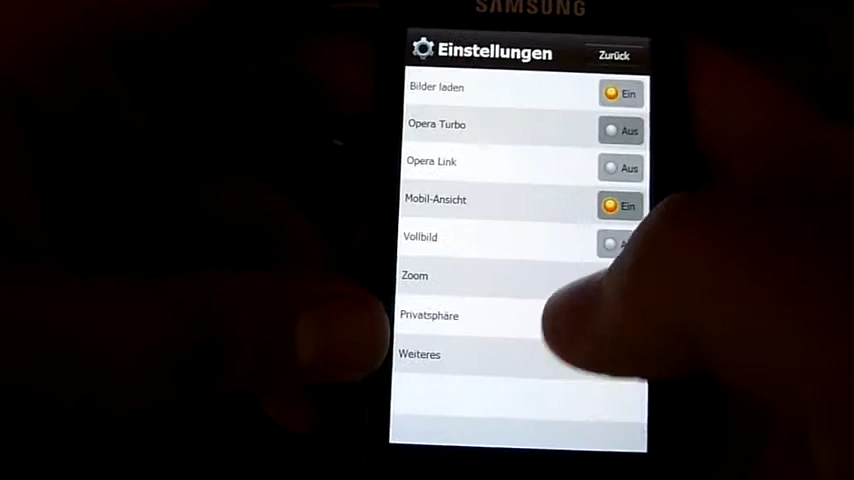 SAMSUNG
Einstellungen
Zurück
Bilder laden
Ein
Opera Turbo
Aus
Opera Link
Aus
Mobil-Ansicht
Ein
Vollbild
Zoom
Privatsphäre
Weiteres